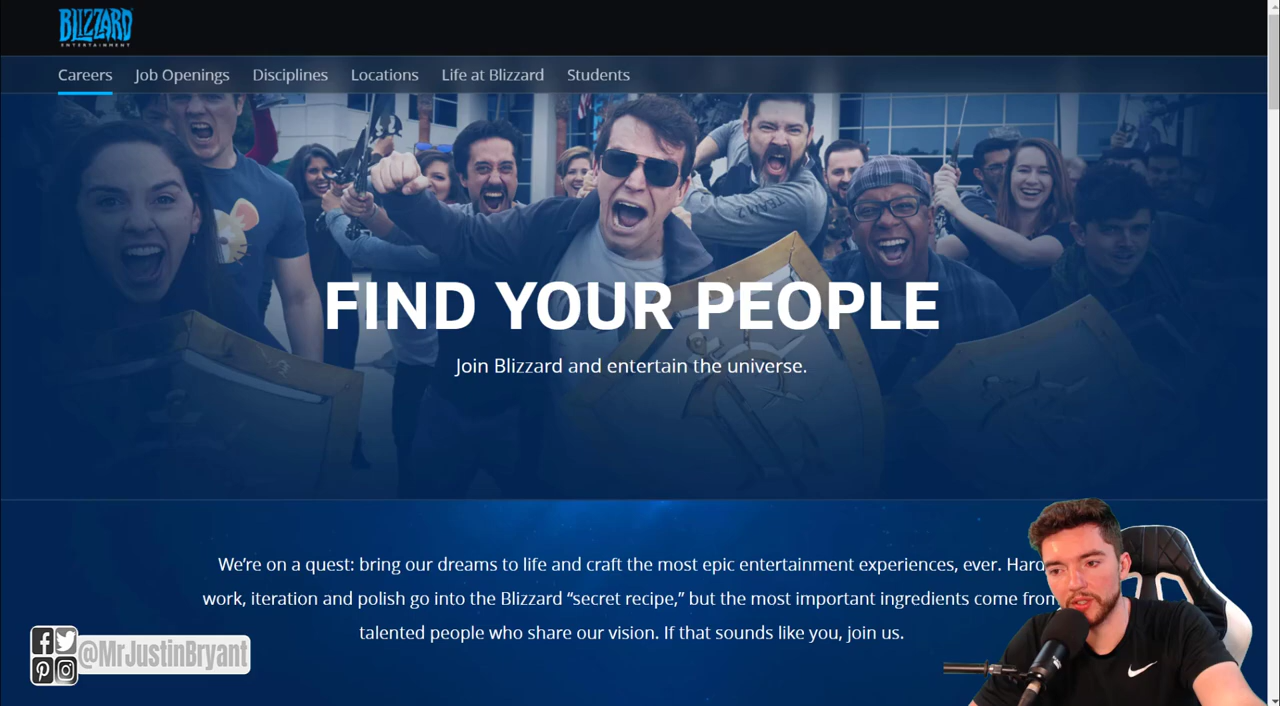 BLIZZARD
ENTERTAINMENT
Careers Job Openings Disciplines Locations Life at Blizzard Students
TEAM 2
FIND YOUR PEOPLE
Join Blizzard and entertain the universe.
We’re on a quest: bring our dreams to life and craft the most epic entertainment experiences, ever. Hard
work, iteration and polish go into the Blizzard “secret recipe,” but the most important ingredients come from
talented people who share our vision. If that sounds like you, join us.
@MrJustinBryant